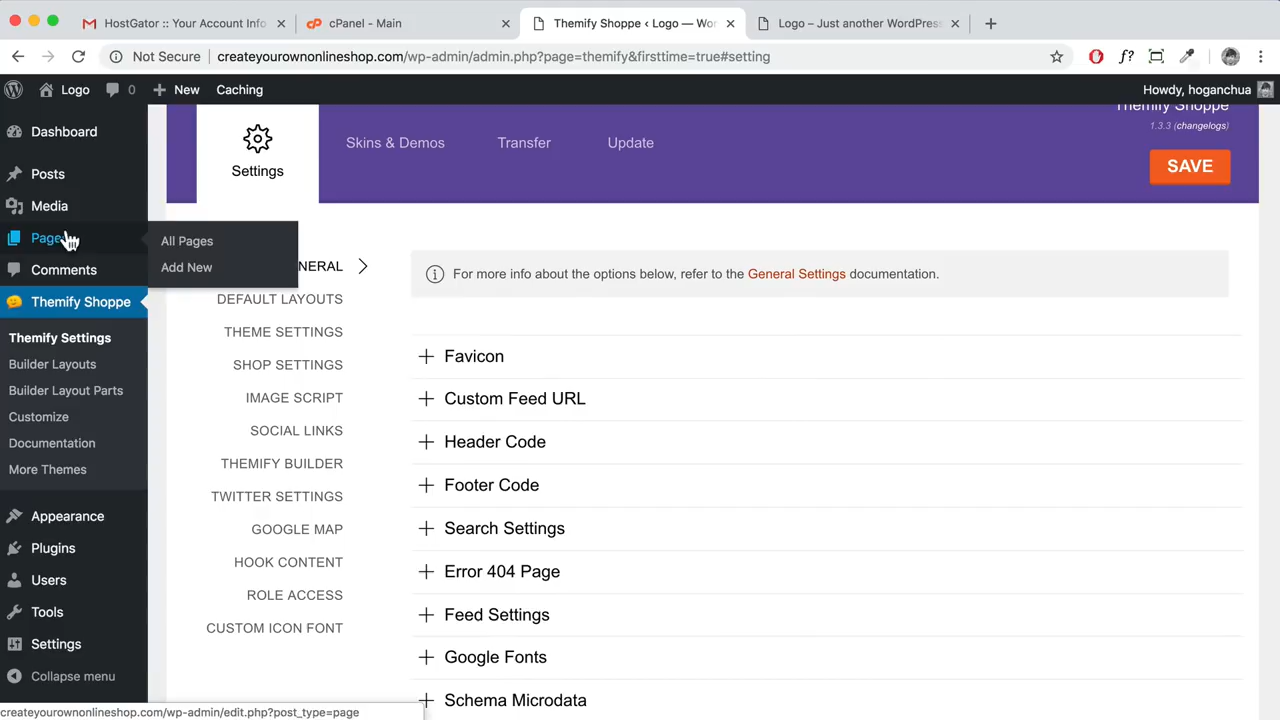 HostGator :: Your Account Info
cPanel - Main
Themify Shoppe ‹ Logo — Wor
Logo – Just another WordPress
Not Secure
createyourownonlineshop.com/wp-admin/admin.php?page=themify&firsttime=true#setting
f?
Logo
0
New
Caching
Howdy, hoganchua
Dashboard
Posts
Media
Pages
Comments
Themify Shoppe
Themify Settings
Builder Layouts
Builder Layout Parts
Customize
Documentation
More Themes
Appearance
Plugins
Users
Tools
Settings
Collapse menu
All Pages
Add New
Settings
Skins & Demos
Transfer
Update
Themify Shoppe
1.3.3 (changelogs)
SAVE
NERAL
DEFAULT LAYOUTS
THEME SETTINGS
SHOP SETTINGS
IMAGE SCRIPT
SOCIAL LINKS
THEMIFY BUILDER
TWITTER SETTINGS
GOOGLE MAP
HOOK CONTENT
ROLE ACCESS
CUSTOM ICON FONT
For more info about the options below, refer to the General Settings documentation.
Favicon
Custom Feed URL
Header Code
Footer Code
Search Settings
Error 404 Page
Feed Settings
Google Fonts
Schema Microdata
createyourownonlineshop.com/wp-admin/edit.php?post_type=page